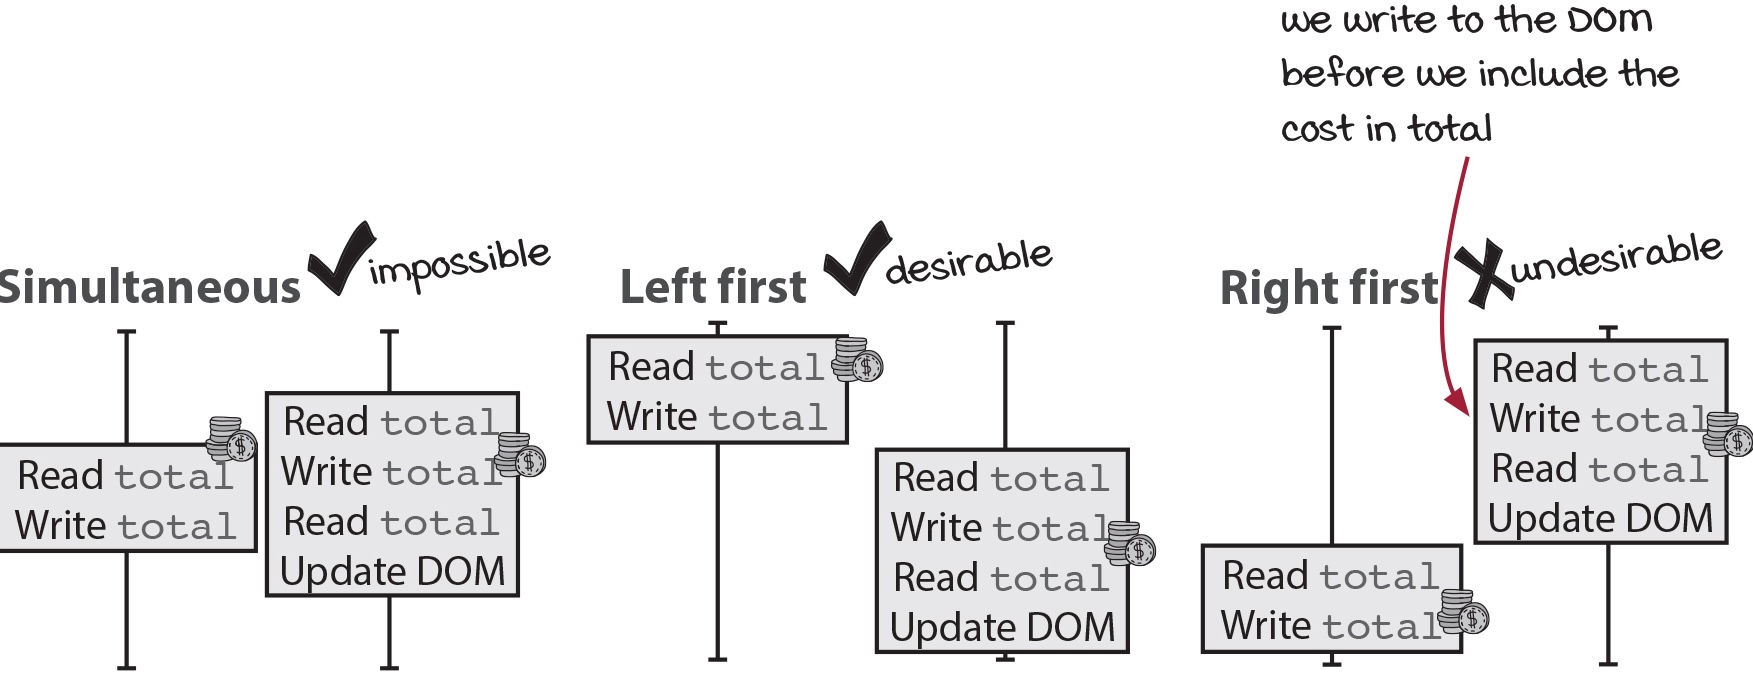 we write to the DOM
before we include the
cost in total
Simultaneous impossible
Read total
Write total
Read total
Write total
Read total
Update DOM
Left first desirable
Read total
Write total
Read total
Write total
Read total
Update DOM
Right first undesirable
Read total
Write total
Read total
Write total
Read total
Update DOM